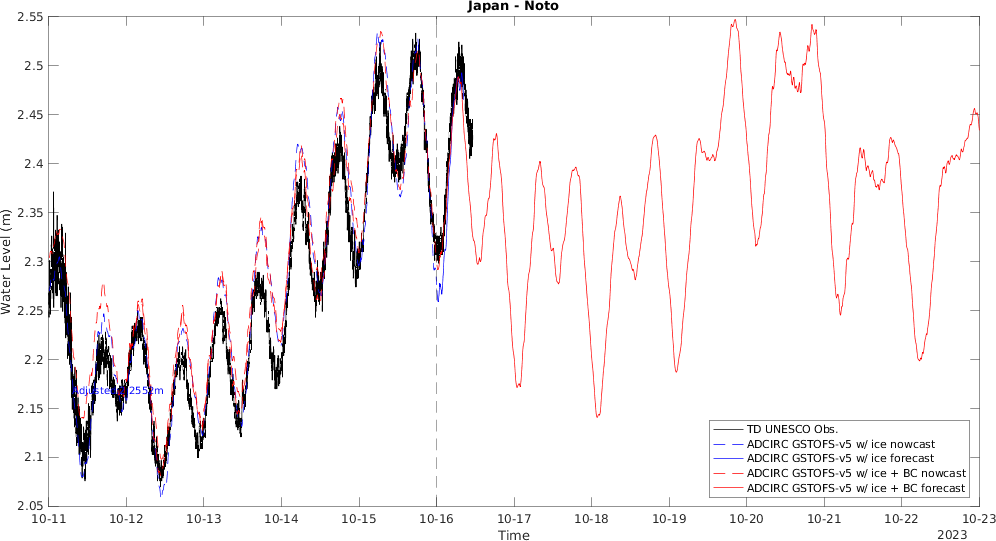 Japan - Noto
Water Level (m)
2.55
2.5
2.45
2.4
2.35
2.3
2.25
2.2
2.15
2.1
2.05
2552m
TD UNESCO Obs.
ADCIRC GSTOFS-v5 w/ ice nowcast
ADCIRC GSTOFS-v5 w/ ice forecast
ADCIRC GSTOFS-v5 w/ ice + BC nowcast
ADCIRC GSTOFS-v5 w/ ice + BC forecast
10-11 10-12 10-13 10-14 10-15 10-16 10-17 10-18 10-19 10-20 10-21 10-22 10-23
Time
2023